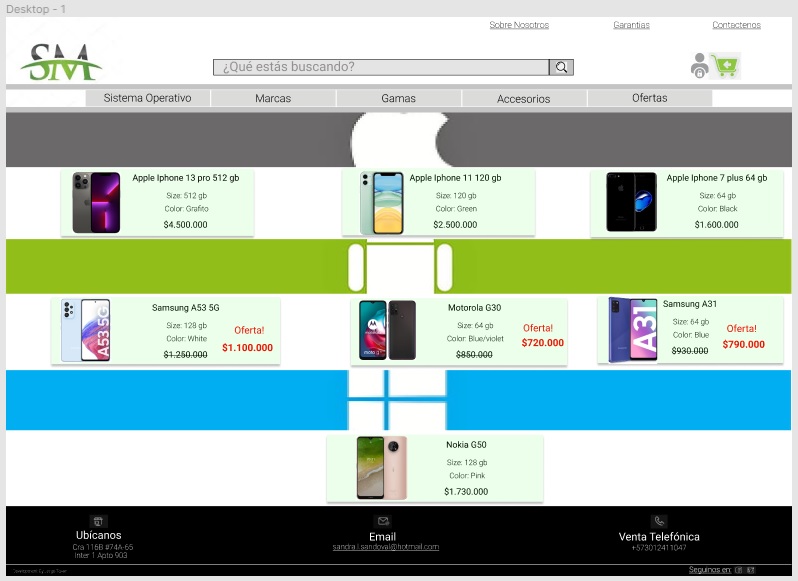 Desktop - 1
Sobre Nosotros
Garantias
Contactenos
SM
¿Qué estás buscando?
Sistema Operativo
Marcas
Gamas
Accesorios
Ofertas
Apple Iphone 13 pro 512 gb
Size: 512 gb
Color: Grafito
$4.500.000
Apple Iphone 11 120 gb
Size: 120 gb
Color: Green
$2.500.000
Apple Iphone 7 plus 64 gb
Size: 64 gb
Color: Black
$1.600.000
A53 5G
Samsung A53 5G
Size: 128 gb
Color: White
$1.250.000
Oferta!
$1.100.000
Motorola G30
Size: 64 gb
Color: Blue/violet
$850.000
Oferta!
$720.000
A31
Samsung A31
Size: 64 gb
Color: Blue
$930.000
Oferta!
$790.000
Nokia G50
Size: 128 gb
Color: Pink
$1.730.000
Ubícanos
Cra 116B #74A-65
Inter 1 Apto 903
Email
sandra.l.sandoval@hotmail.com
Venta Telefónica
+573012411047
Seguinos en: